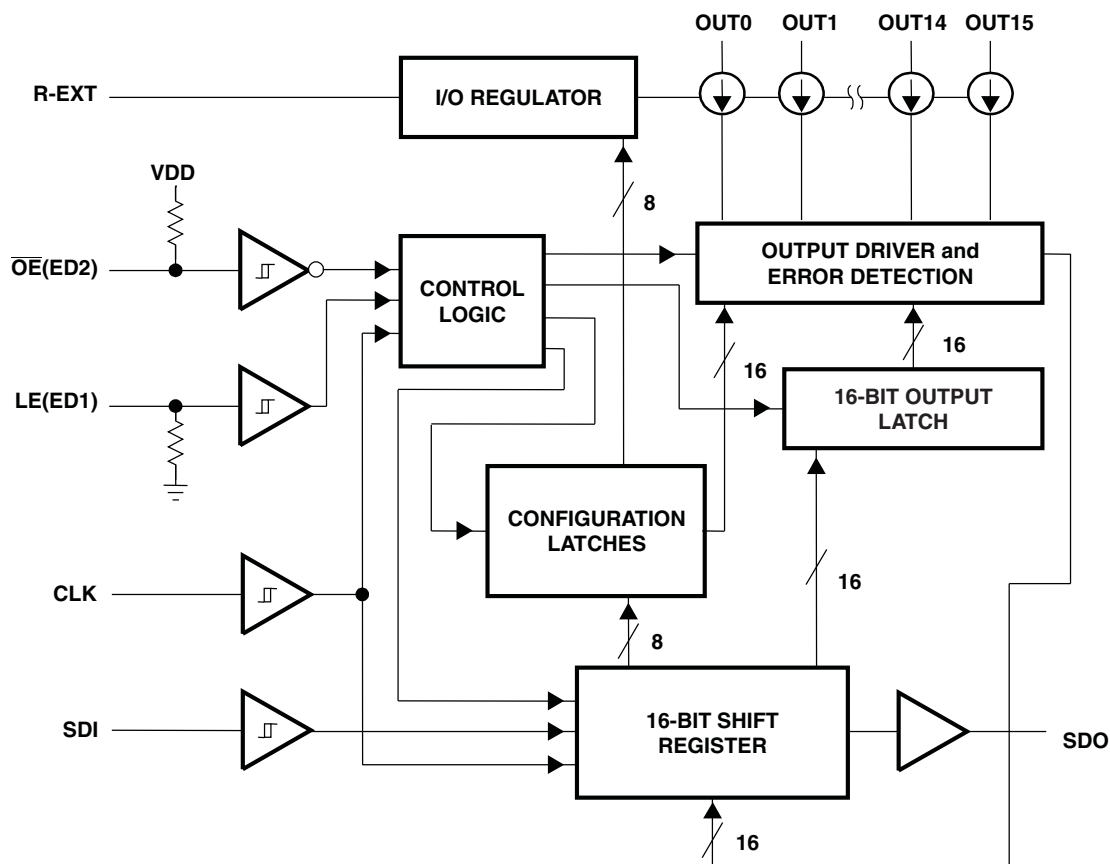 OUT0 OUT1 OUT14 OUT15
R-EXT
I/O REGULATOR
VDD
8
OE(ED2)
CONTROL
LOGIC
OUTPUT DRIVER and
ERROR DETECTION
16
16
LE(ED1)
16-BIT OUTPUT
LATCH
CONFIGURATION
LATCHES
16
CLK
8
SDI
16-BIT SHIFT
REGISTER
SDO
16